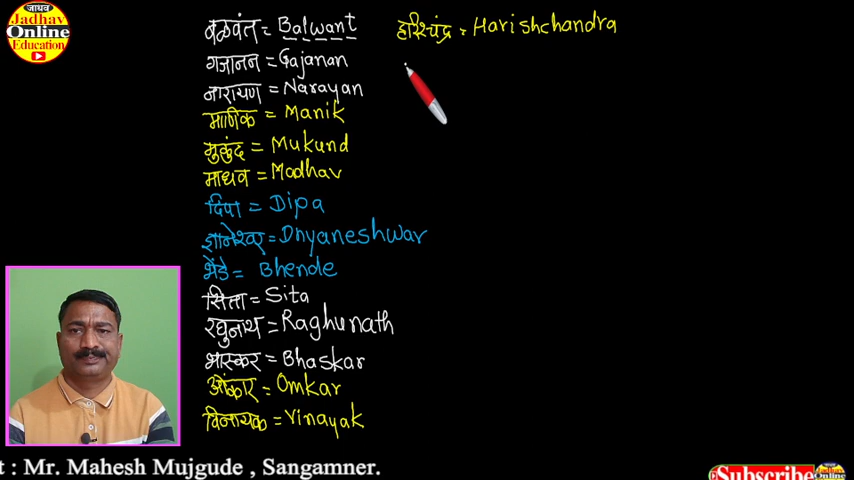 जाधव
Jadhav
Online
Education
बळवंत = Balwant
गजानन = Gajanan
नारायण = Narayan
माणिक = Manik
मुकुंद = Mukund
माधव = Madhav
दिपा = Dipa
ज्ञानेश्वर = Dnyaneshwar
भेंडे = Bhende
सिता = Sita
रघुनाथ = Raghunath
भास्कर = Bhaskar
ओंकार = Omkar
विनायक = Vinayak
हरिश्चंद्र = Harishchandra
t : Mr. Mahesh Mujgude , Sangamner.
Subscribe